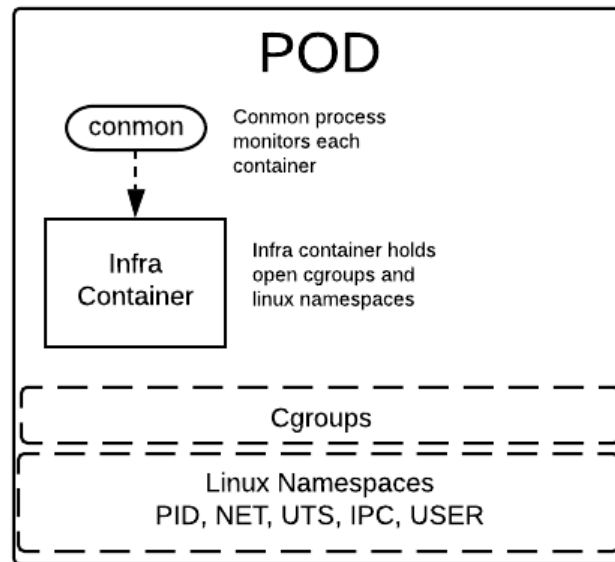 POD
conmon
Conmon process
monitors each
container
Infra
Container
Infra container holds
open cgroups and
linux namespaces
Cgroups
Linux Namespaces
PID, NET, UTS, IPC, USER